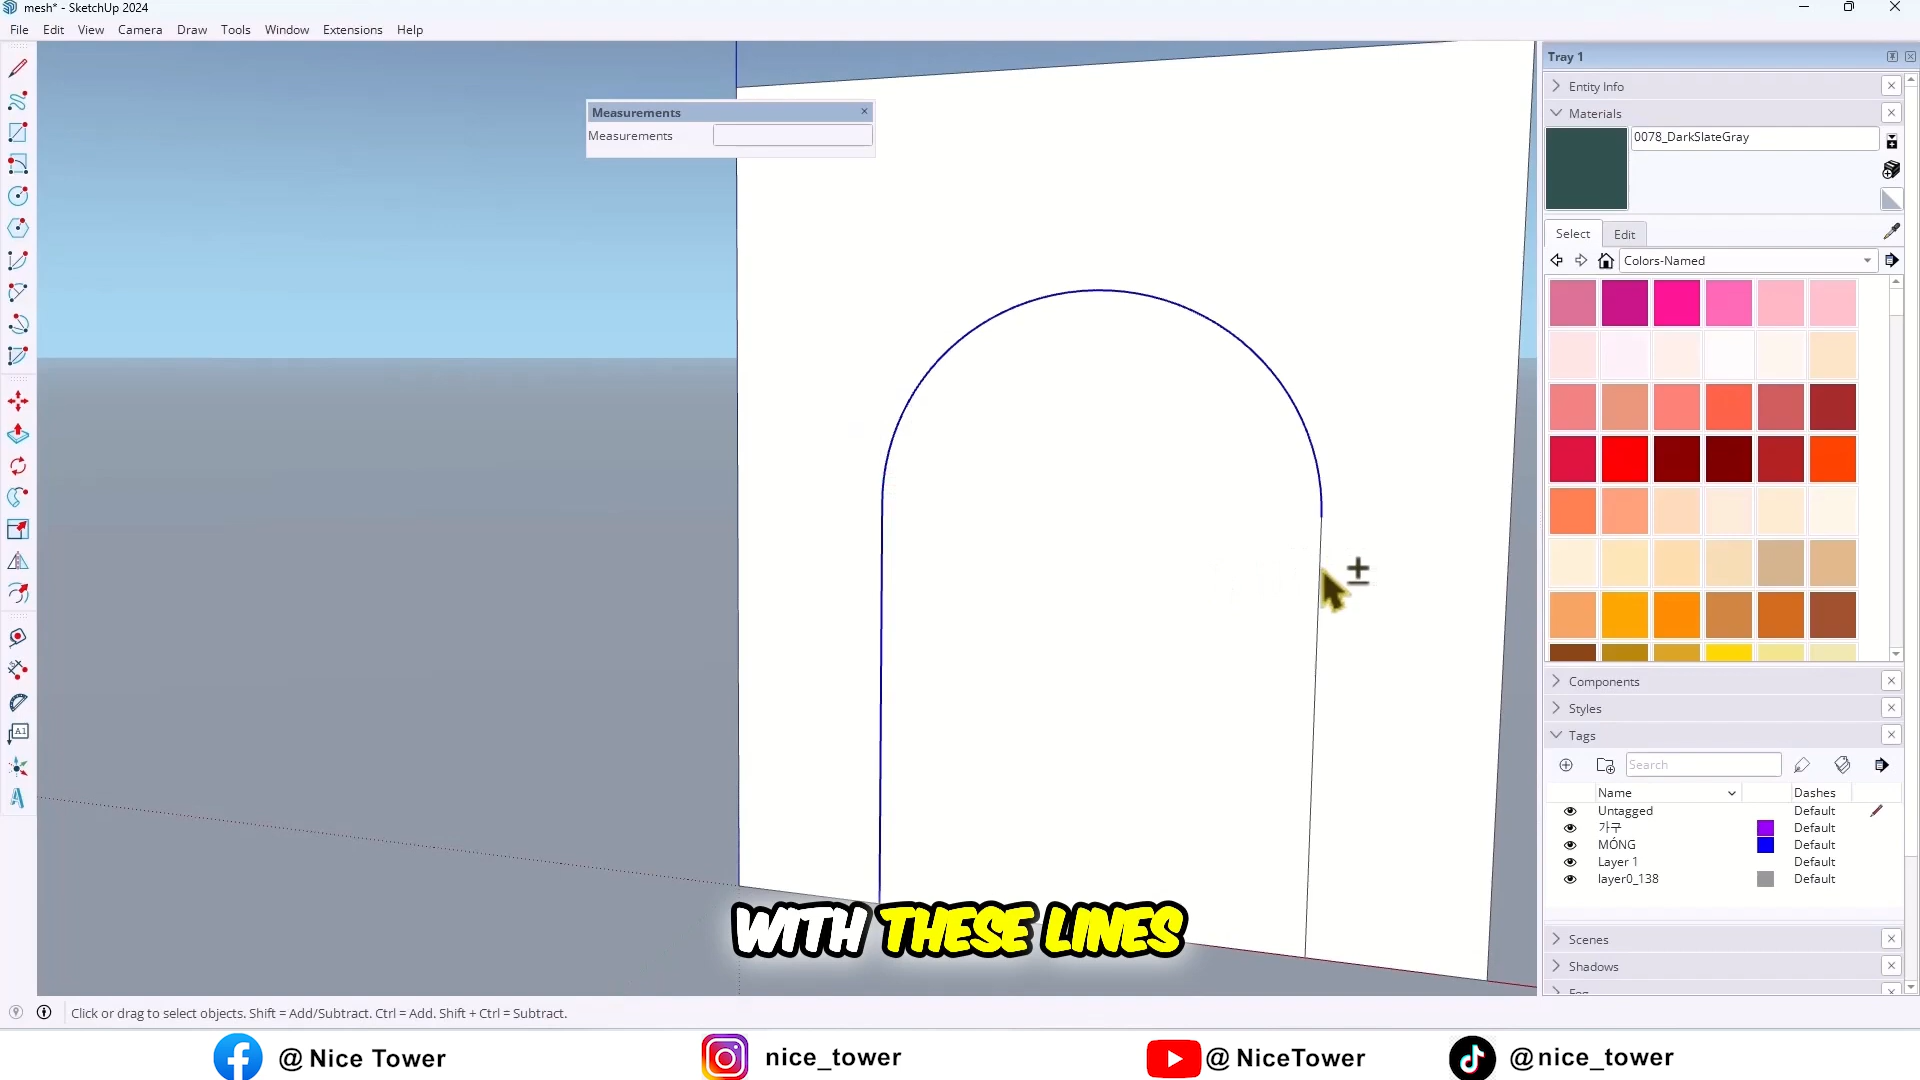 mesh* - SketchUp 2024
File Edit View Camera Draw Tools Window Extensions Help
Measurements
Measurements
Tray 1
Entity Info
Materials
0078_DarkSlateGray
Select Edit
Colors-Named
Components
Styles
Tags
Search
Name Dashes
Untagged Default
가구 Default
MÓNG Default
Layer 1 Default
layer0_138 Default
Scenes
Shadows
Fog
A1
WITH THESE LINES
Click or drag to select objects. Shift = Add/Subtract. Ctrl = Add. Shift + Ctrl = Subtract.
@ Nice Tower nice_tower @ NiceTower @nice_tower